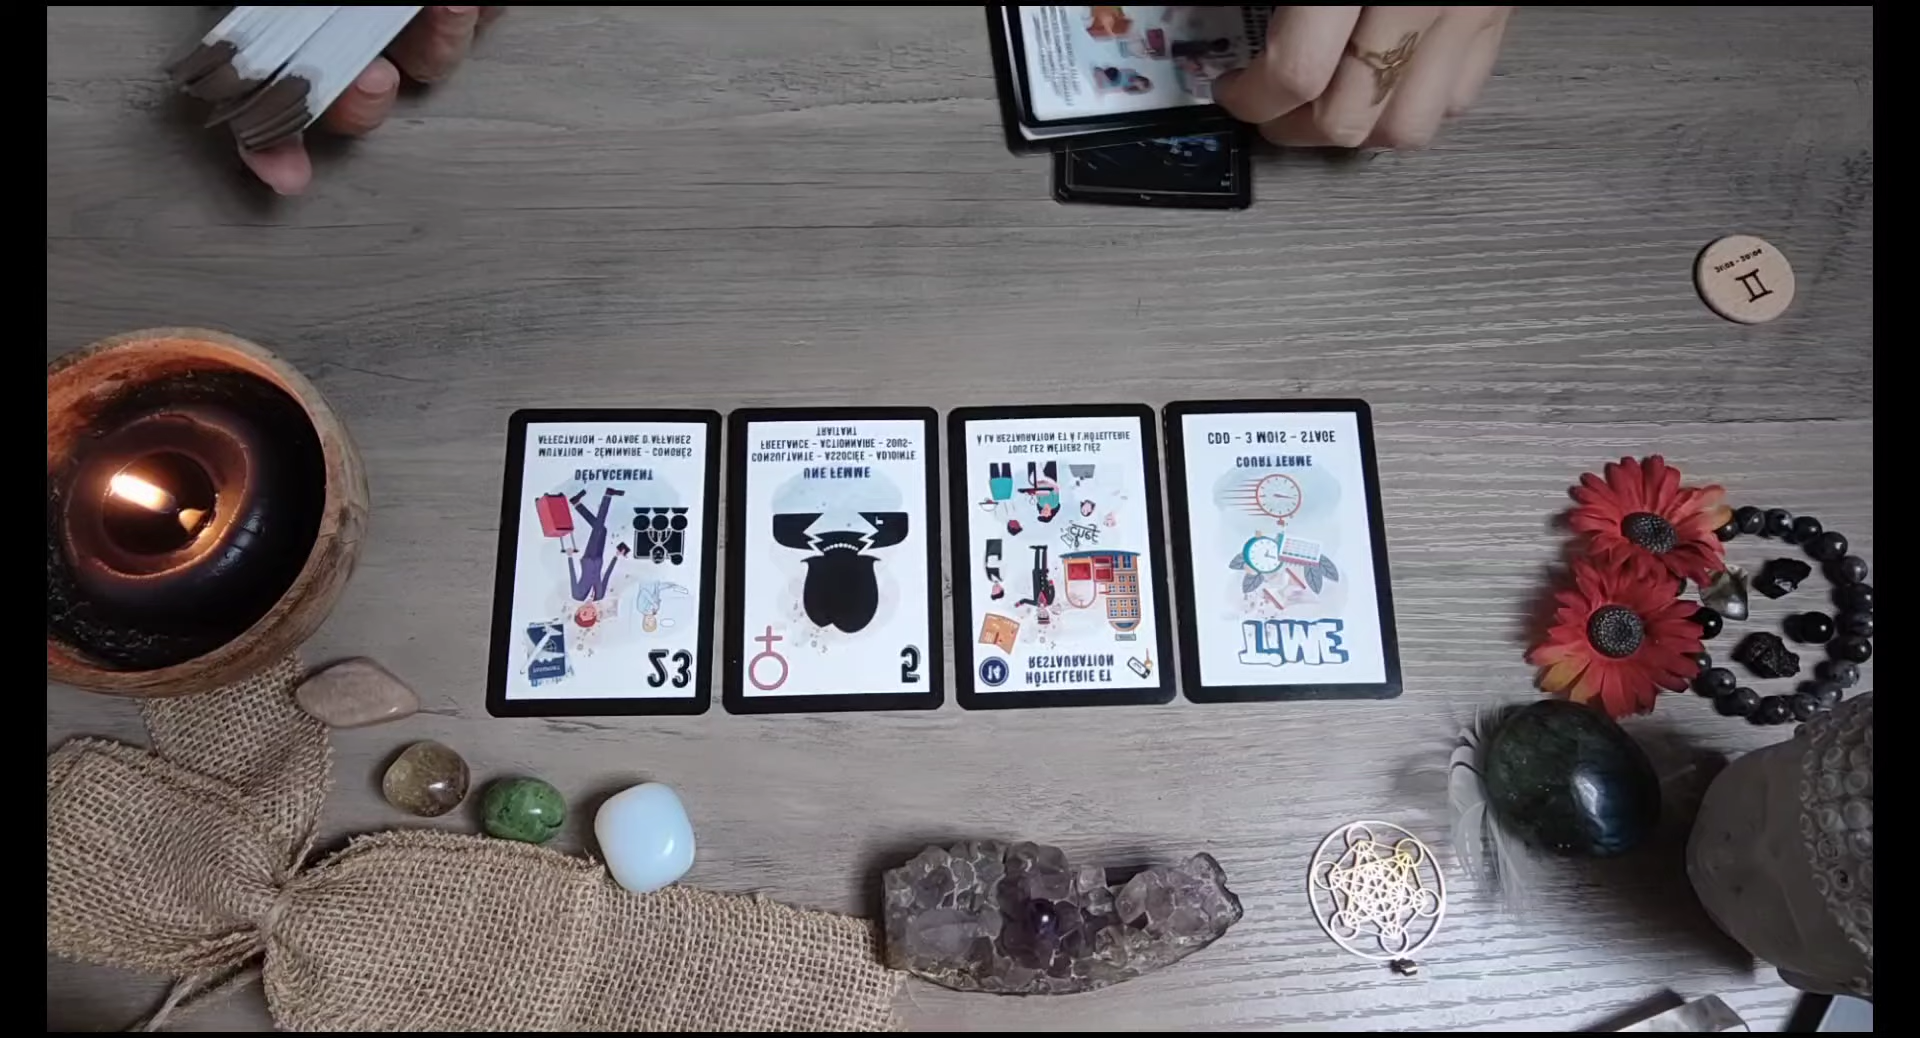 23
DÉPLACEMENT
MUTATION - SÉMINAIRE - CONGRÈS
AFFECTATION - VOYAGE D'AFFAIRES
5
UNE FEMME
CONSULTANTE - ASSOCIÉE - ADJOINTE
FREELANCE - ACTIONNAIRE - SOUS-
TRAITANT
HÔTELLERIE ET
RESTAURATION
TOUS LES MÉTIERS LIÉS
À LA RESTAURATION ET À L'HÔTELLERIE
TIME
COURT TERME
CDD - 3 MOIS - STAGE